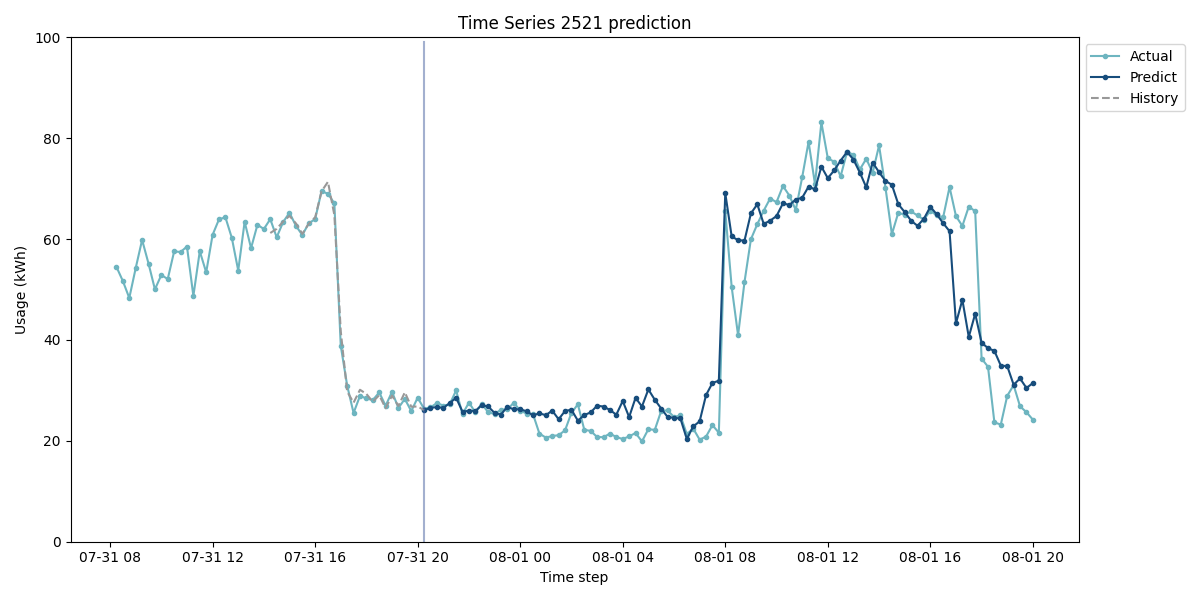 Time Series 2521 prediction
Usage (kWh)
100
80
60
40
20
0
07-31 08
07-31 12
07-31 16
07-31 20
08-01 00
08-01 04
08-01 08
08-01 12
08-01 16
08-01 20
Time step
Actual
Predict
History